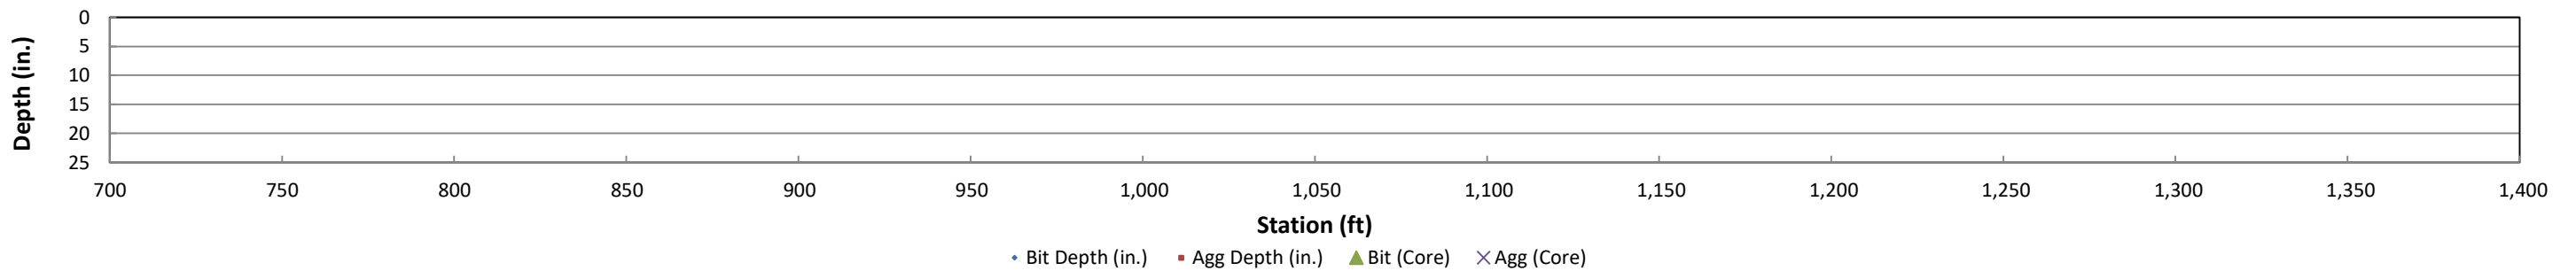 Depth (in.)
0
5
10
15
20
25
700 750 800 850 900 950 1,000 1,050 1,100 1,150 1,200 1,250 1,300 1,350 1,400
Station (ft)
Bit Depth (in.) Agg Depth (in.) Bit (Core) Agg (Core)